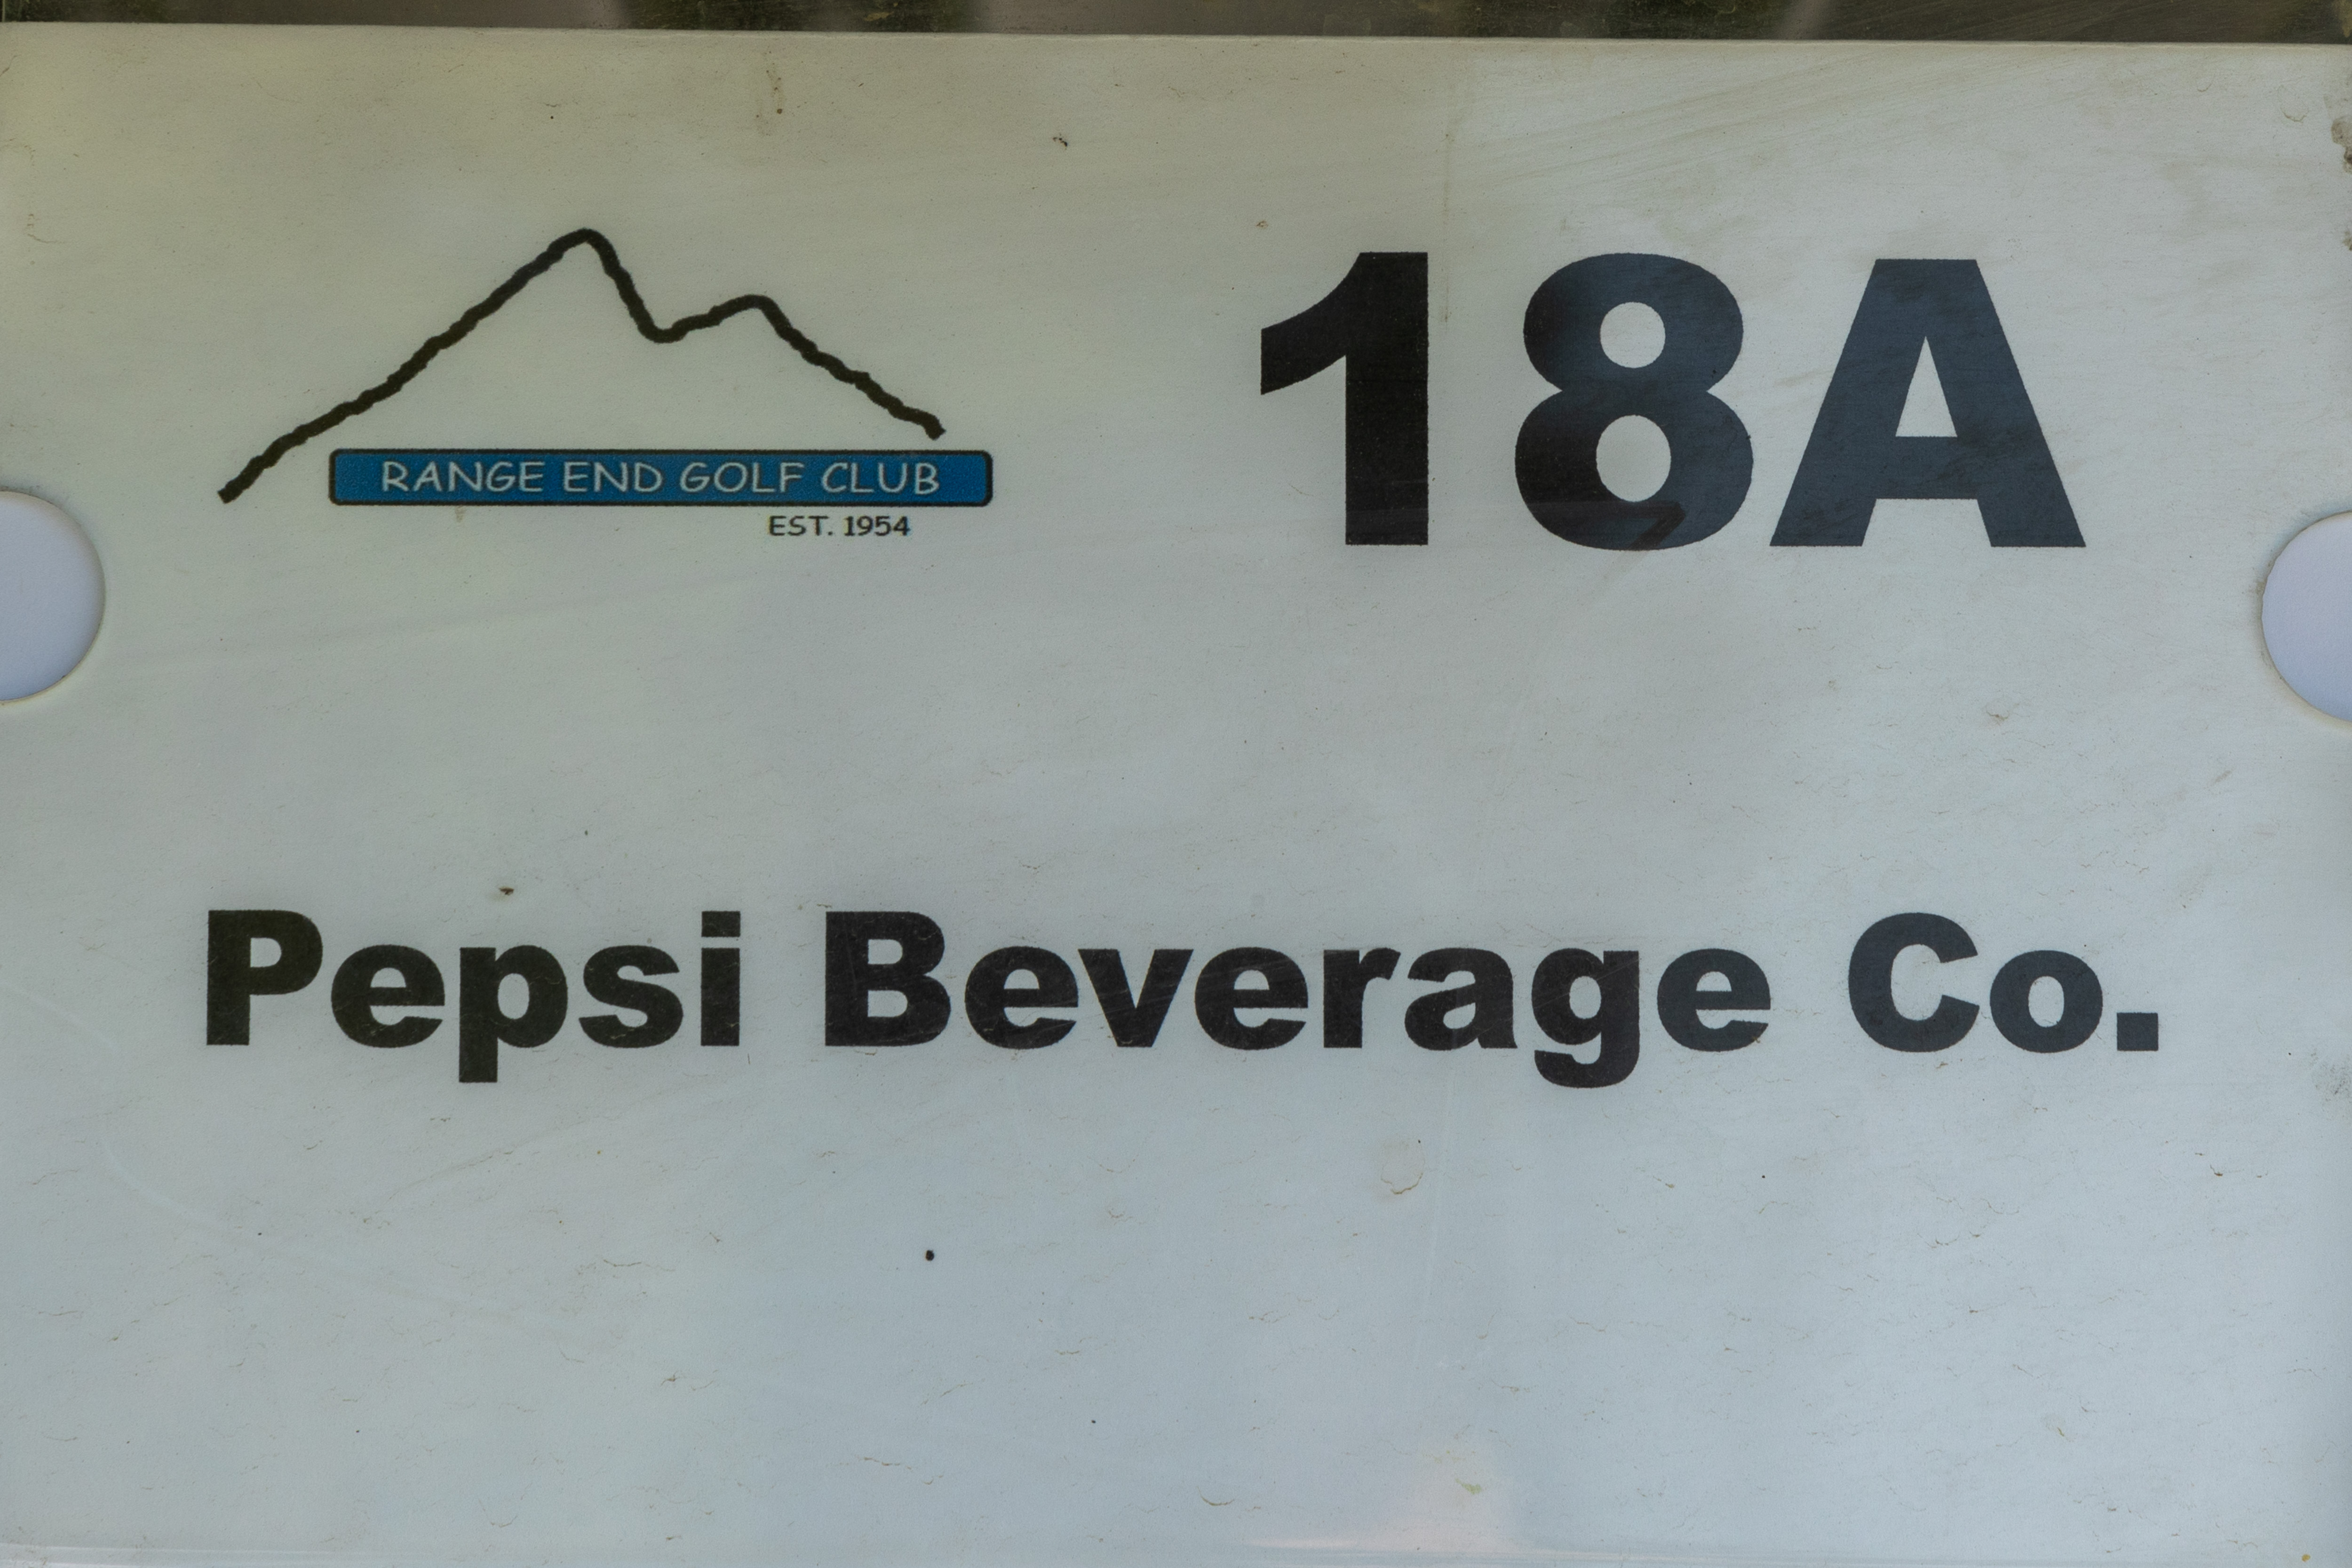 RANGE END GOLF CLUB
EST. 1954
18A
Pepsi Beverage Co.